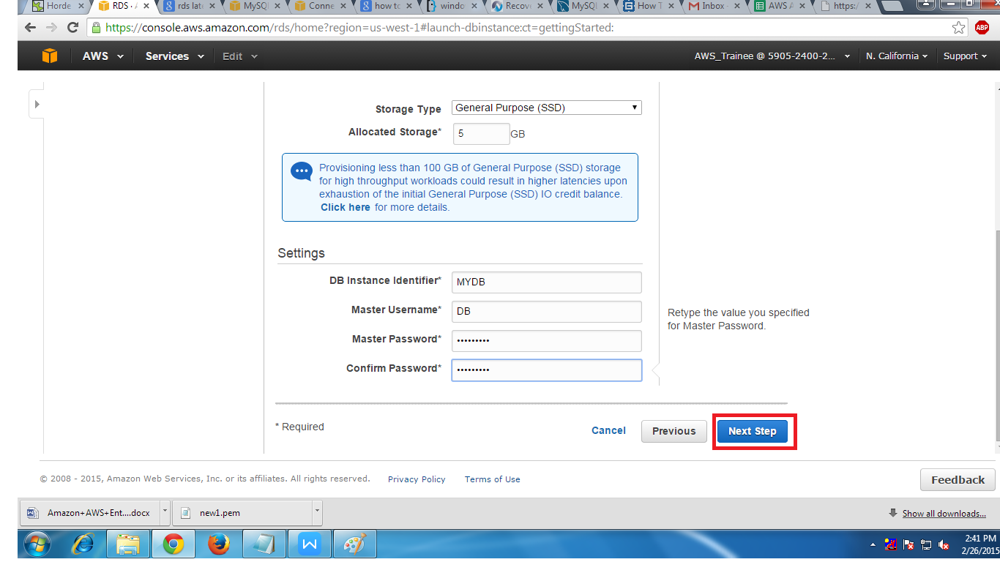 Horde
RDS · A
rds late
MySQL
Conne
how to
windo
Recove
MySQL
How T
Inbox -
AWS A
https:/
https://console.aws.amazon.com/rds/home?region=us-west-1#launch-dbinstance:ct=gettingStarted:
ABP
AWS Services Edit AWS_Trainee @ 5905-2400-2... N. California Support
Storage Type General Purpose (SSD)
Allocated Storage* 5 GB
Provisioning less than 100 GB of General Purpose (SSD) storage
for high throughput workloads could result in higher latencies upon
exhaustion of the initial General Purpose (SSD) IO credit balance.
Click here for more details.
Settings
DB Instance Identifier* MYDB
Master Username* DB
Retype the value you specified
for Master Password.
Master Password* •••••••••
Confirm Password* •••••••••
* Required Cancel Previous Next Step
© 2008 - 2015, Amazon Web Services, Inc. or its affiliates. All rights reserved. Privacy Policy Terms of Use
Feedback
Amazon+AWS+Ent....docx new1.pem Show all downloads...
2:41 PM
2/26/2015